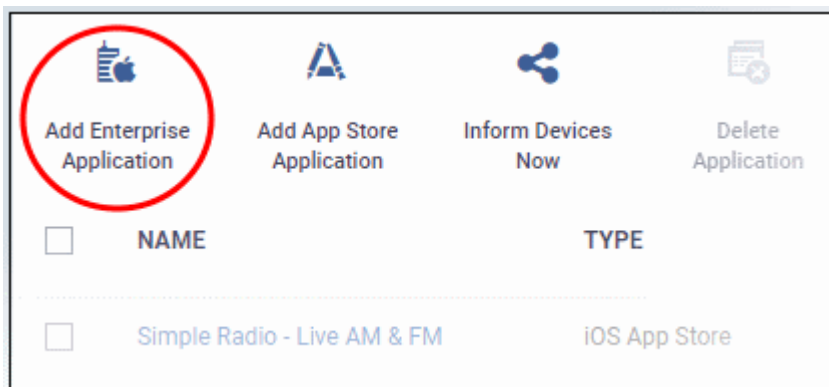 Add Enterprise Application
Add App Store Application
Inform Devices Now
Delete Application
NAME TYPE
Simple Radio - Live AM & FM iOS App Store